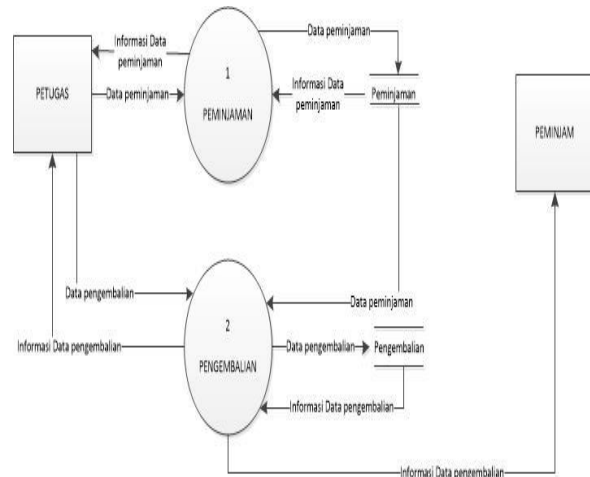 Informasi Data
peminjaman
Data peminjaman
1
PEMINJAMAN
PETUGAS
Data peminjaman
Informasi Data
peminjaman
Peminjaman
PEMINJAM
Data pengembalian
Informasi Data pengembalian
2
PENGEMBALIAN
Data peminjaman
Data pengembalian
Pengembalian
Informasi Data pengembalian
Informasi Data pengembalian